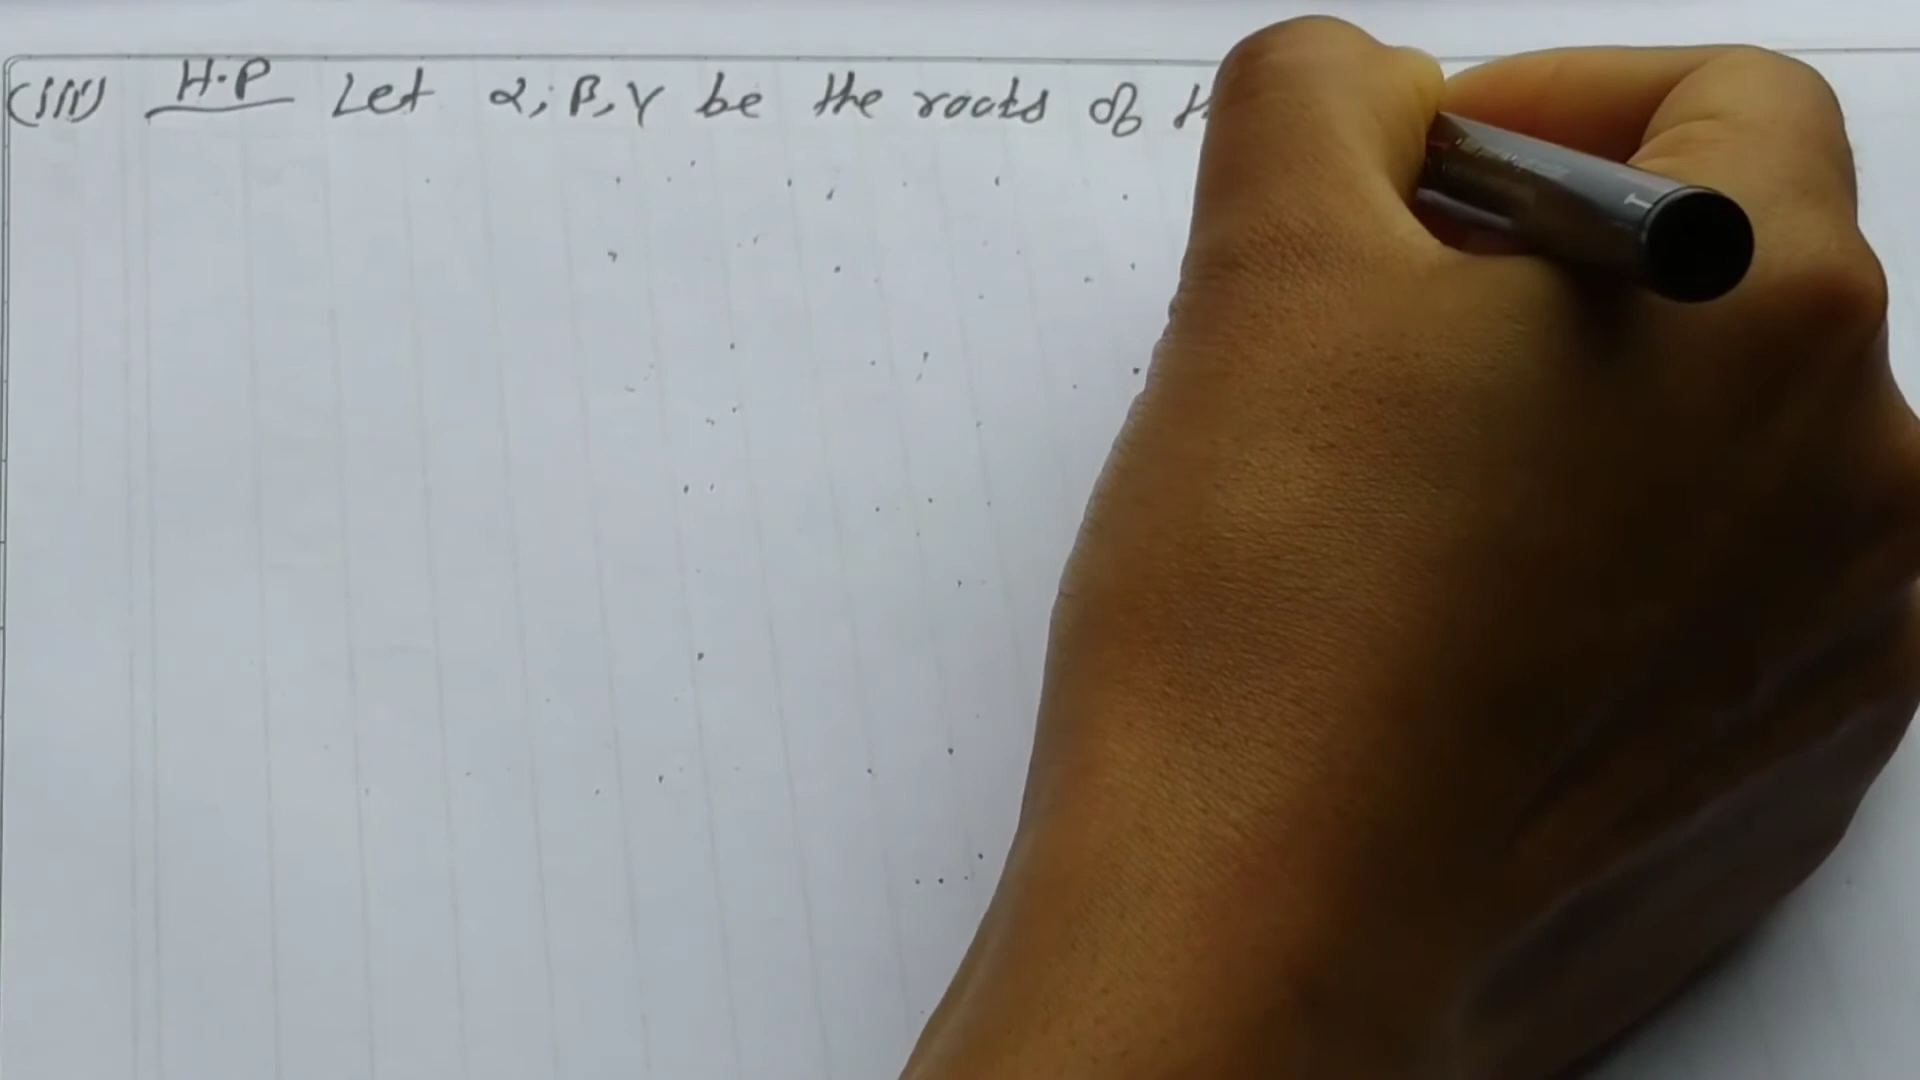 (iii) H.P Let α, β, γ be the roots of